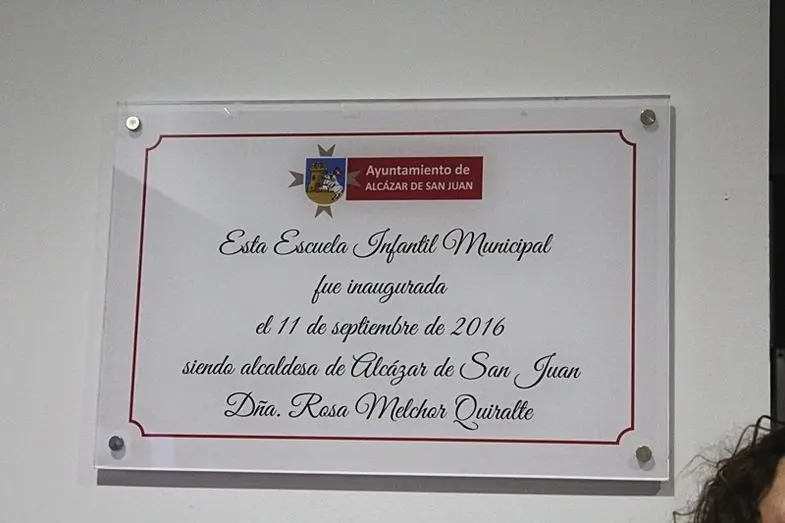 Ayuntamiento de
ALCÁZAR DE SAN JUAN
Esta Escuela Infantil Municipal
fue inaugurada
el 11 de septiembre de 2016
siendo alcaldesa de Alcázar de San Juan
Dña. Rosa Melchor Quiralte